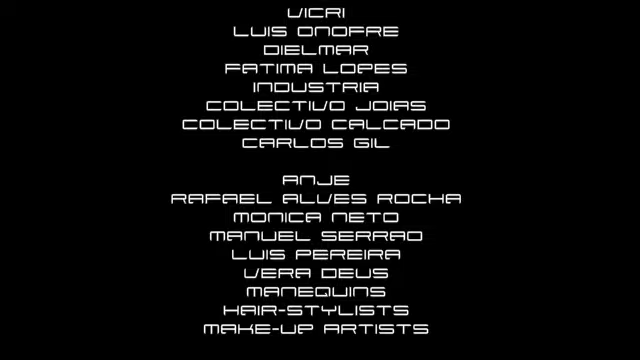 VICRI
LUIS ONOFRE
DIELMAR
FATIMA LOPES
INDUSTRIA
COLECTIVO JOIAS
COLECTIVO CALCADO
CARLOS GIL
ANJE
RAFAEL ALVES ROCHA
MONICA NETO
MANUEL SERRAO
LUIS PEREIRA
VERA DEUS
MANEQUINS
HAIR-STYLISTS
MAKE-UP ARTISTS